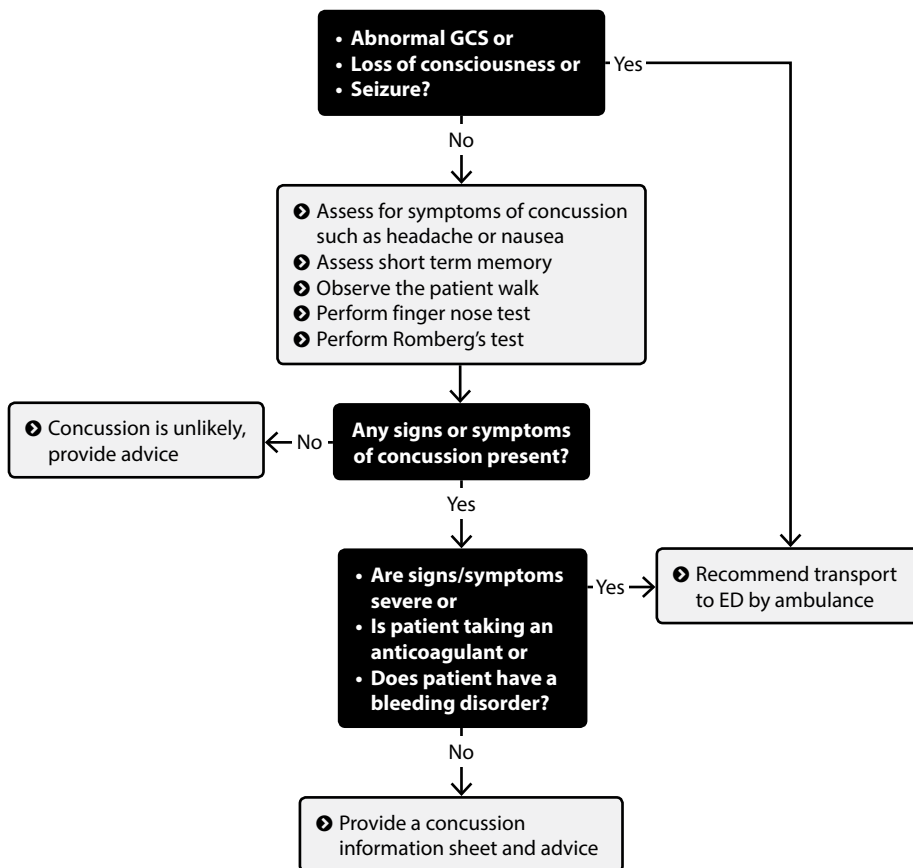 • Abnormal GCS or
• Loss of consciousness or
• Seizure?
Yes
No
Assess for symptoms of concussion
such as headache or nausea
Assess short term memory
Observe the patient walk
Perform finger nose test
Perform Romberg's test
Concussion is unlikely,
provide advice
No
Any signs or symptoms
of concussion present?
Yes
• Are signs/symptoms
severe or
• Is patient taking an
anticoagulant or
• Does patient have a
bleeding disorder?
Yes
Recommend transport
to ED by ambulance
No
Provide a concussion
information sheet and advice